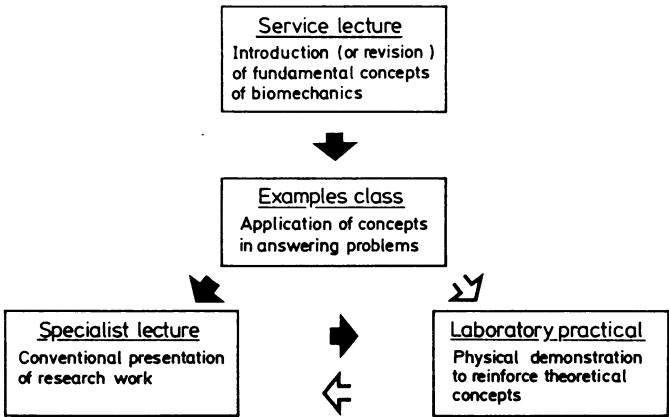 Service lecture
Introduction (or revision)
of fundamental concepts
of biomechanics
Examples class
Application of concepts
in answering problems
Specialist lecture
Conventional presentation
of research work
Laboratory practical
Physical demonstration
to reinforce theoretical
concepts